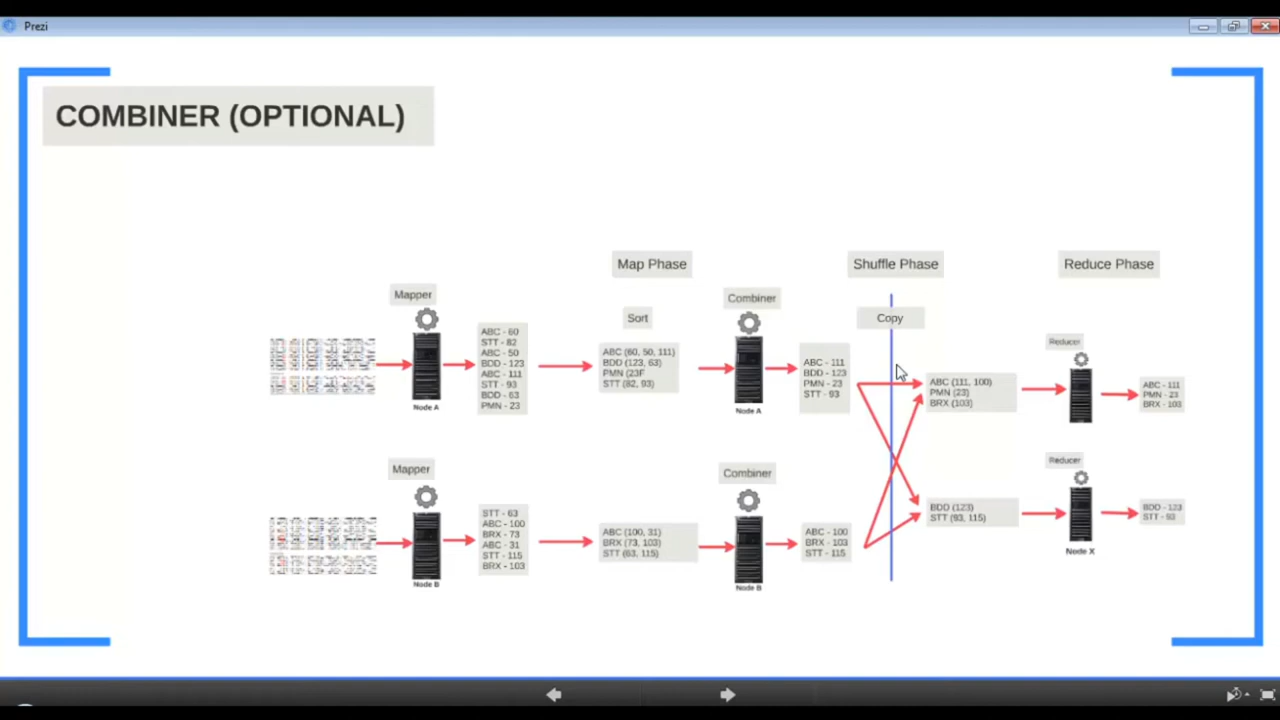 Prezi
COMBINER (OPTIONAL)
Map Phase
Shuffle Phase
Reduce Phase
Mapper
Node A
ABC - 60
STT - 82
ABC - 50
BDD - 123
ABC - 111
STT - 93
BDD - 63
PMN - 23
Sort
ABC (60, 50, 111)
BDD (123, 63)
PMN (23F
STT (82, 93)
Combiner
Node A
ABC - 111
BDD - 123
PMN - 23
STT - 93
Copy
ABC (111, 100)
PMN (23)
BRX (103)
Reducer
ABC - 111
PMN - 23
BRX - 103
Mapper
Node B
STT - 63
ABC - 100
BRX - 73
ABC - 31
STT - 115
BRX - 103
ABC (100, 31)
BRX (73, 103)
STT (63, 115)
Combiner
Node B
ABC - 100
BRX - 103
STT - 115
BDD (123)
STT (93, 115)
Reducer
Node X
BDD - 123
STT - 93